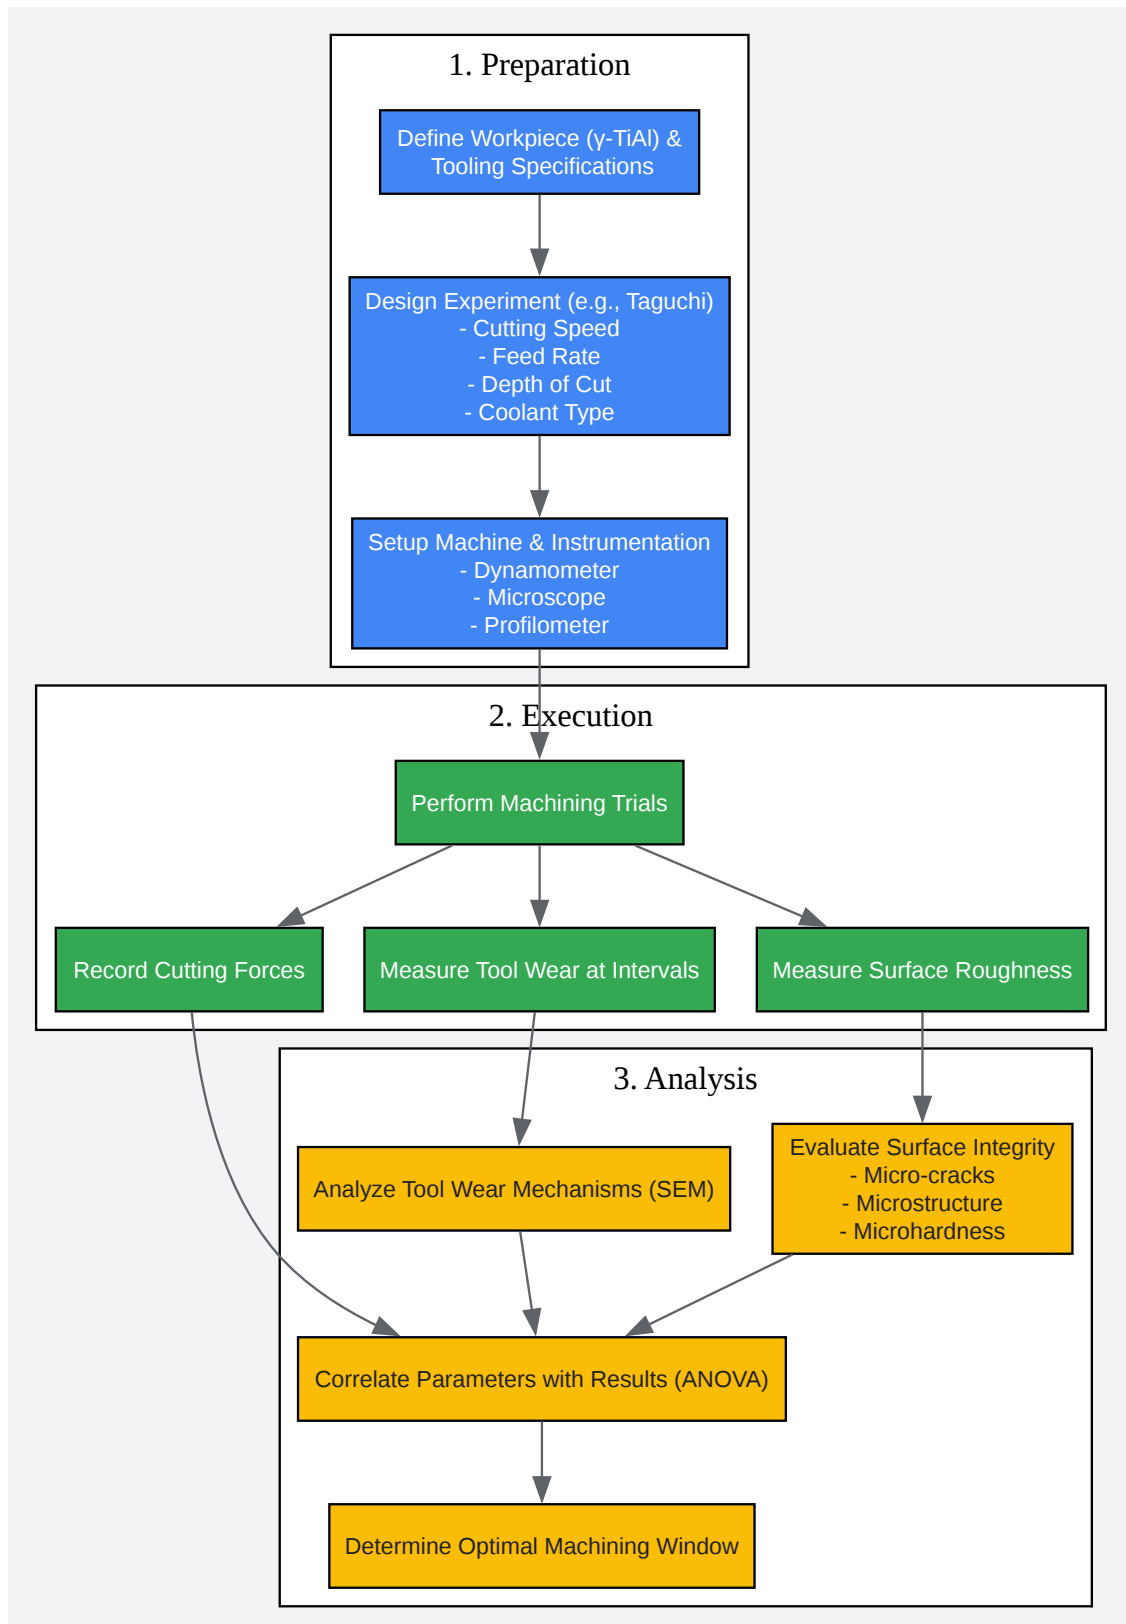 1. Preparation
Define Workpiece (γ-TiAl) &
Tooling Specifications
Design Experiment (e.g., Taguchi)
- Cutting Speed
- Feed Rate
- Depth of Cut
- Coolant Type
Setup Machine & Instrumentation
- Dynamometer
- Microscope
- Profilometer
2. Execution
Perform Machining Trials
Record Cutting Forces
Measure Tool Wear at Intervals
Measure Surface Roughness
3. Analysis
Analyze Tool Wear Mechanisms (SEM)
Evaluate Surface Integrity
- Micro-cracks
- Microstructure
- Microhardness
Correlate Parameters with Results (ANOVA)
Determine Optimal Machining Window